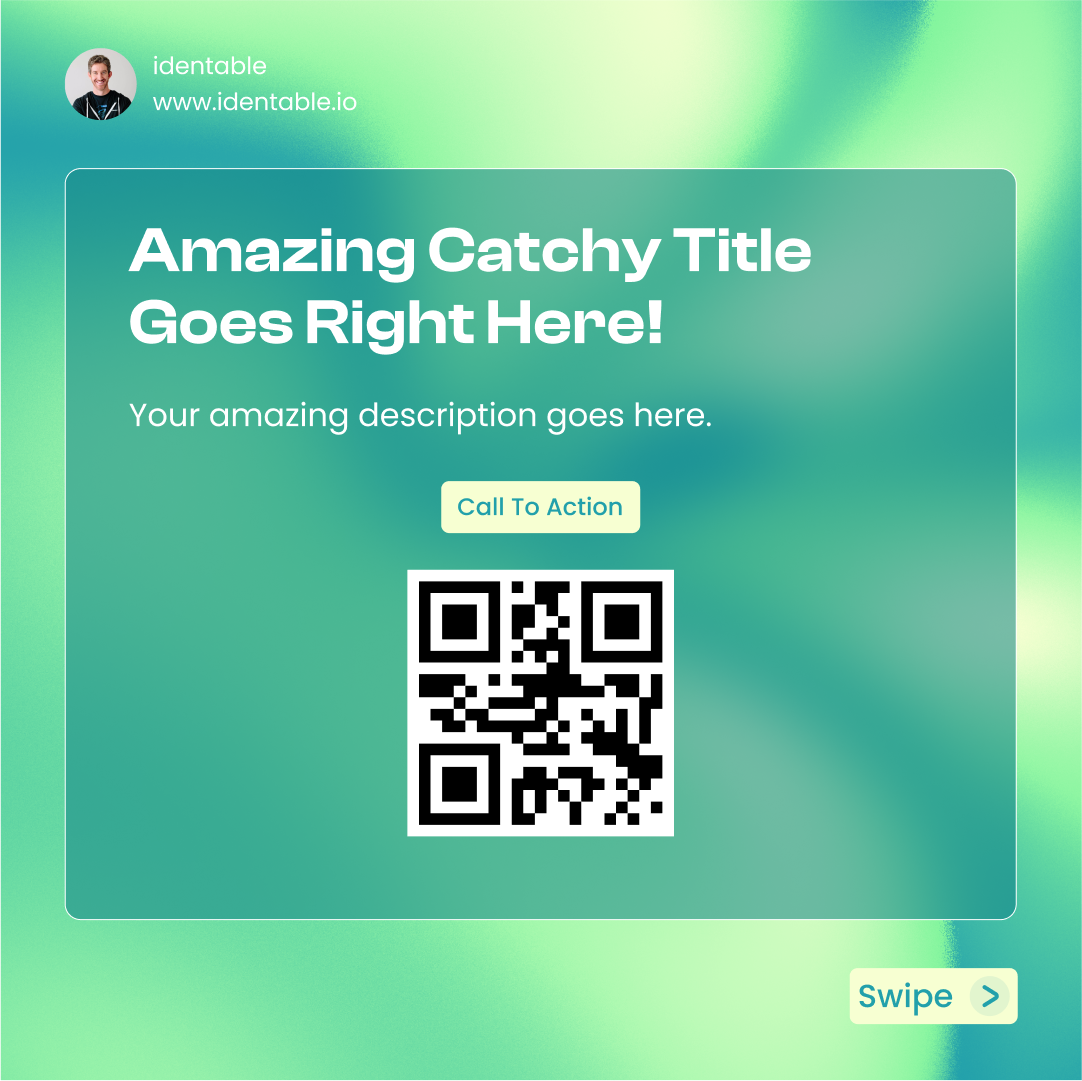 identable
www.identable.io
Amazing Catchy Title
Goes Right Here!
Your amazing description goes here.
Call To Action
Swipe >